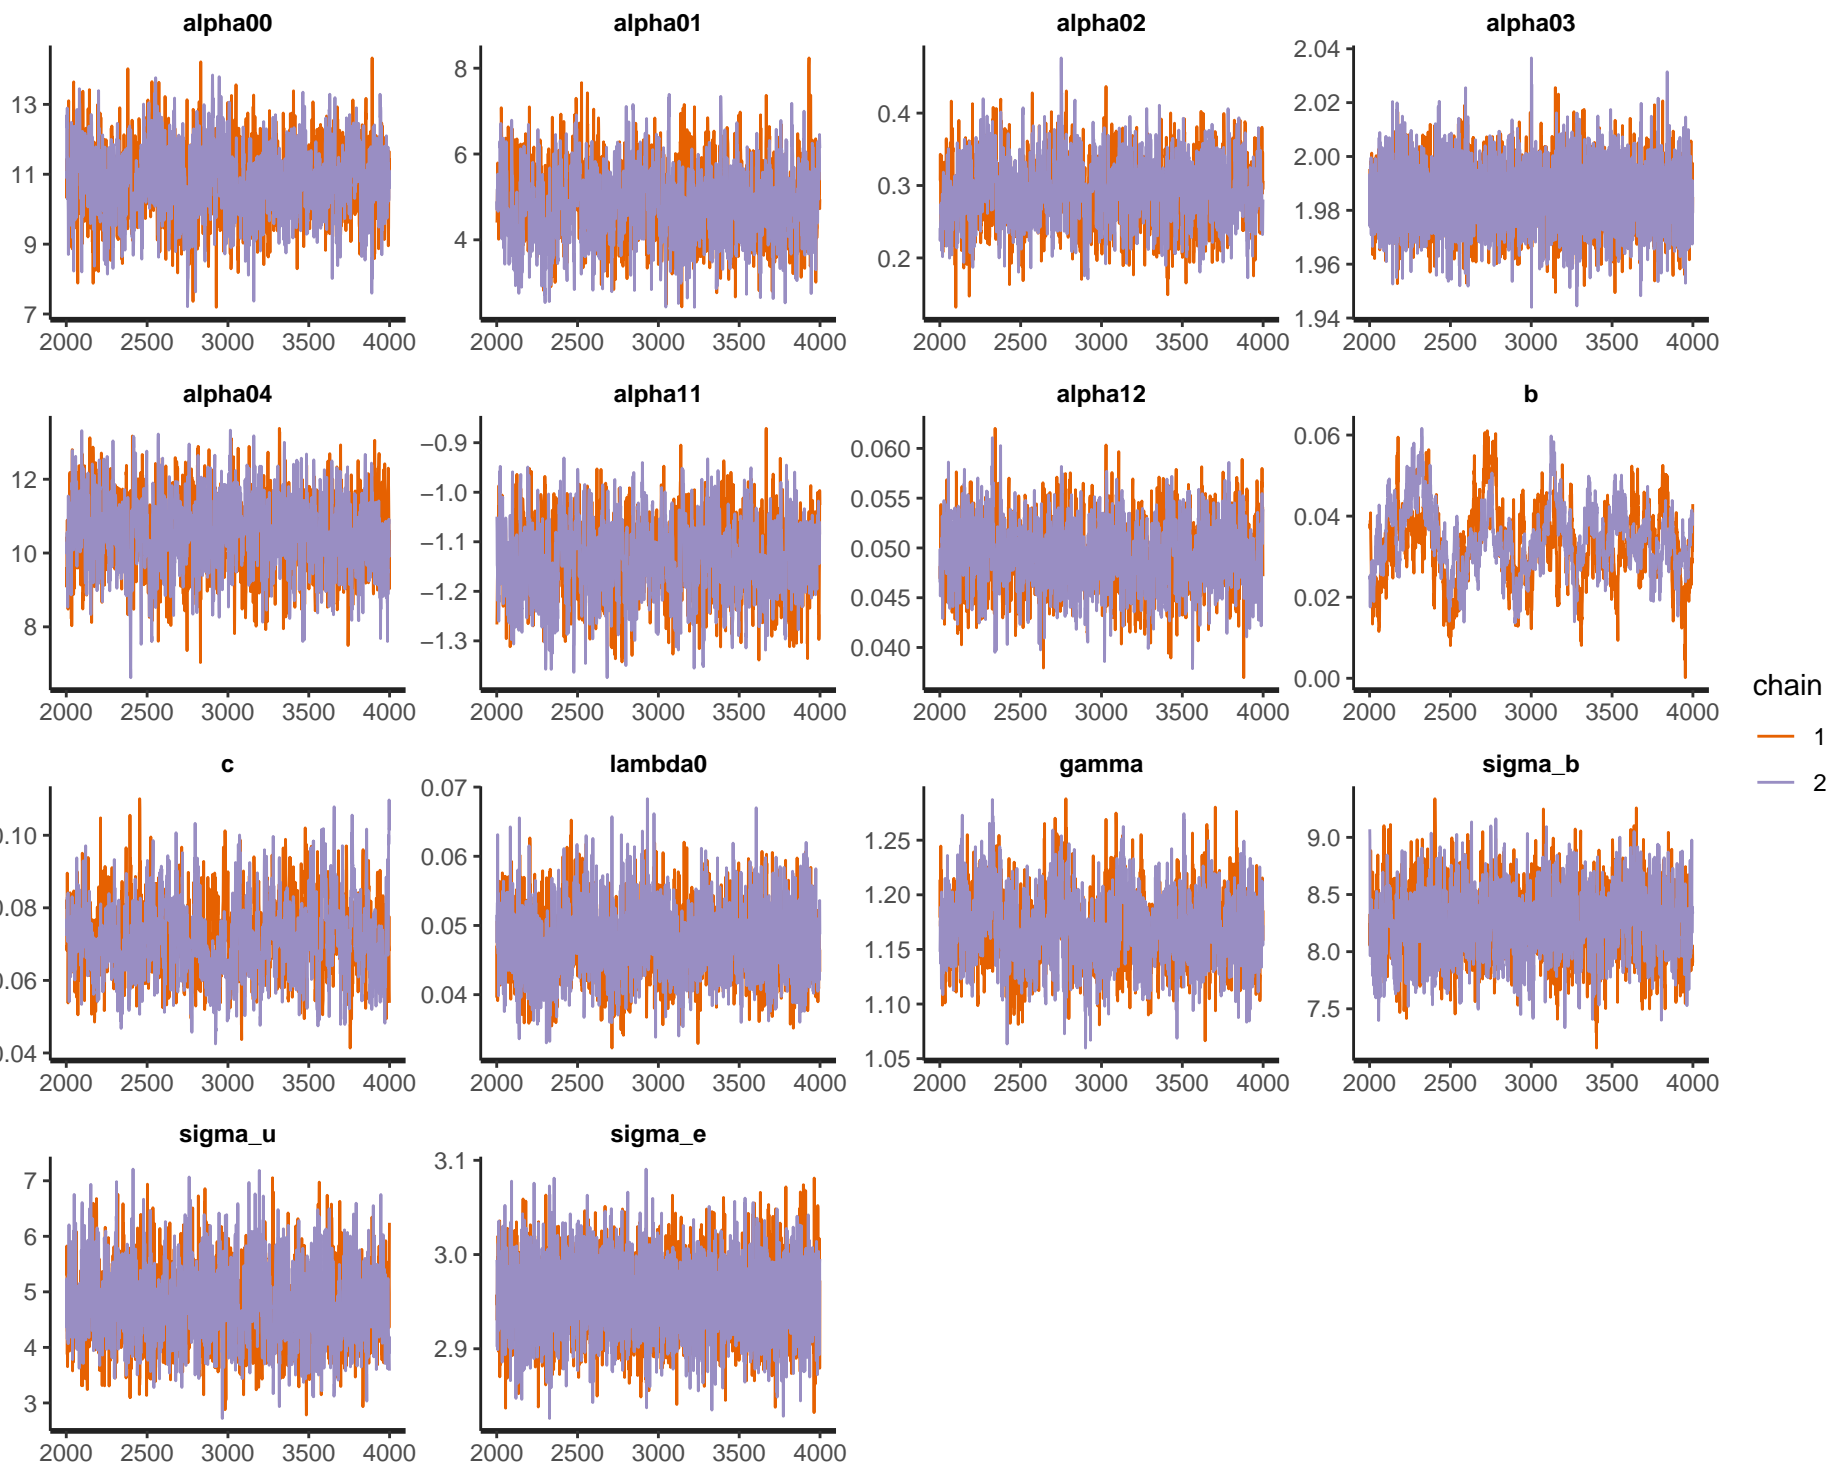 alpha00 alpha01 alpha02 alpha03
13 11 9 7
8 6 4
0.4 0.3 0.2
2.04 2.02 2.00 1.98 1.96 1.94
2000 2500 3000 3500 4000 2000 2500 3000 3500 4000 2000 2500 3000 3500 4000 2000 2500 3000 3500 4000
alpha04 alpha11 alpha12 b
12 10 8
−0.9 −1.0 −1.1 −1.2 −1.3
0.060 0.055 0.050 0.045 0.040
0.06 0.04 0.02 0.00
2000 2500 3000 3500 4000 2000 2500 3000 3500 4000 2000 2500 3000 3500 4000 2000 2500 3000 3500 4000
chain
1
2
c lambda0 gamma sigma_b
.10 .08 .06 .04
0.07 0.06 0.05 0.04
1.25 1.20 1.15 1.10 1.05
9.0 8.5 8.0 7.5
2000 2500 3000 3500 4000 2000 2500 3000 3500 4000 2000 2500 3000 3500 4000 2000 2500 3000 3500 4000
sigma_u sigma_e
7 6 5 4 3
3.1 3.0 2.9
2000 2500 3000 3500 4000 2000 2500 3000 3500 4000